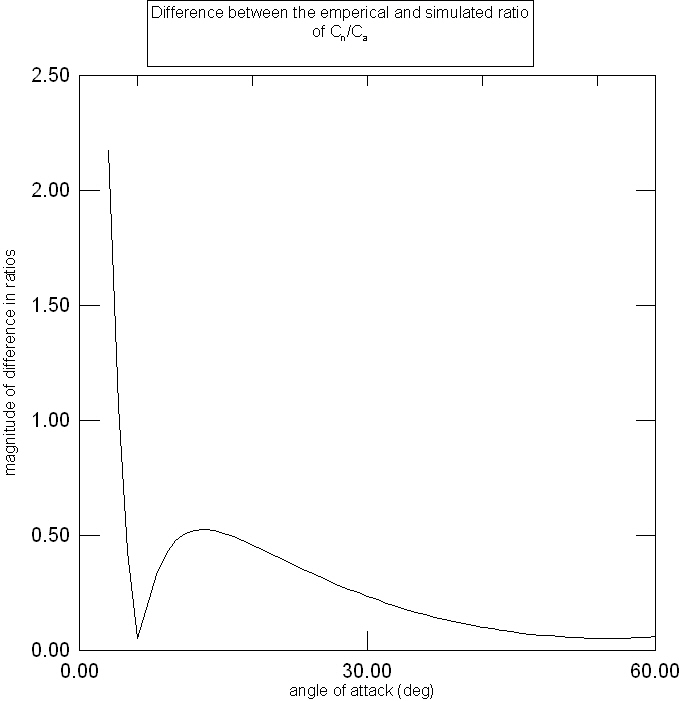 Difference between the emperical and simulated ratio
of Cn/Ca
2.50
2.00
1.50
1.00
0.50
0.00
magnitude of difference in ratios
0.00 30.00 60.00
angle of attack (deg)